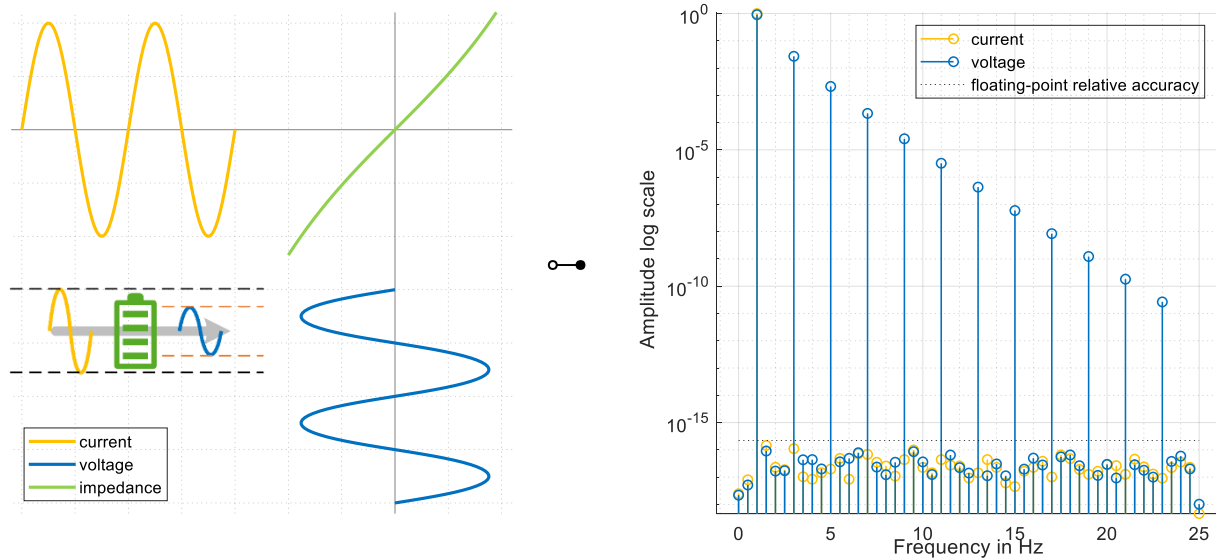 current
voltage
impedance
10^0
10^-5
10^-10
10^-15
Amplitude log scale
current
voltage
floating-point relative accuracy
0 5 10 15 20 25
Frequency in Hz